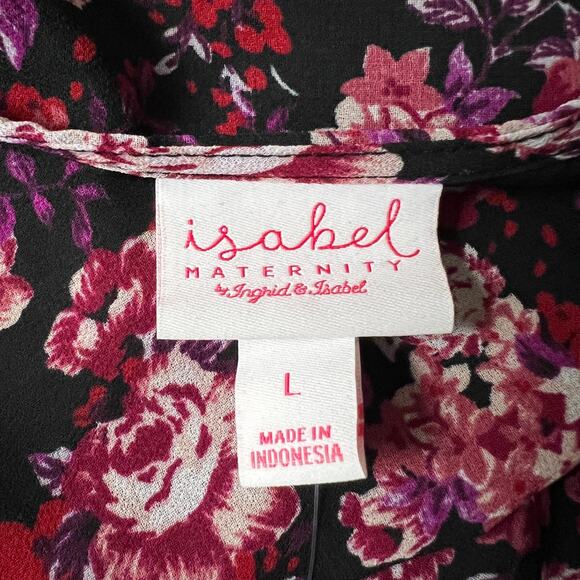 isabel
MATERNITY
by Ingrid & Isabel
L
MADE IN
INDONESIA